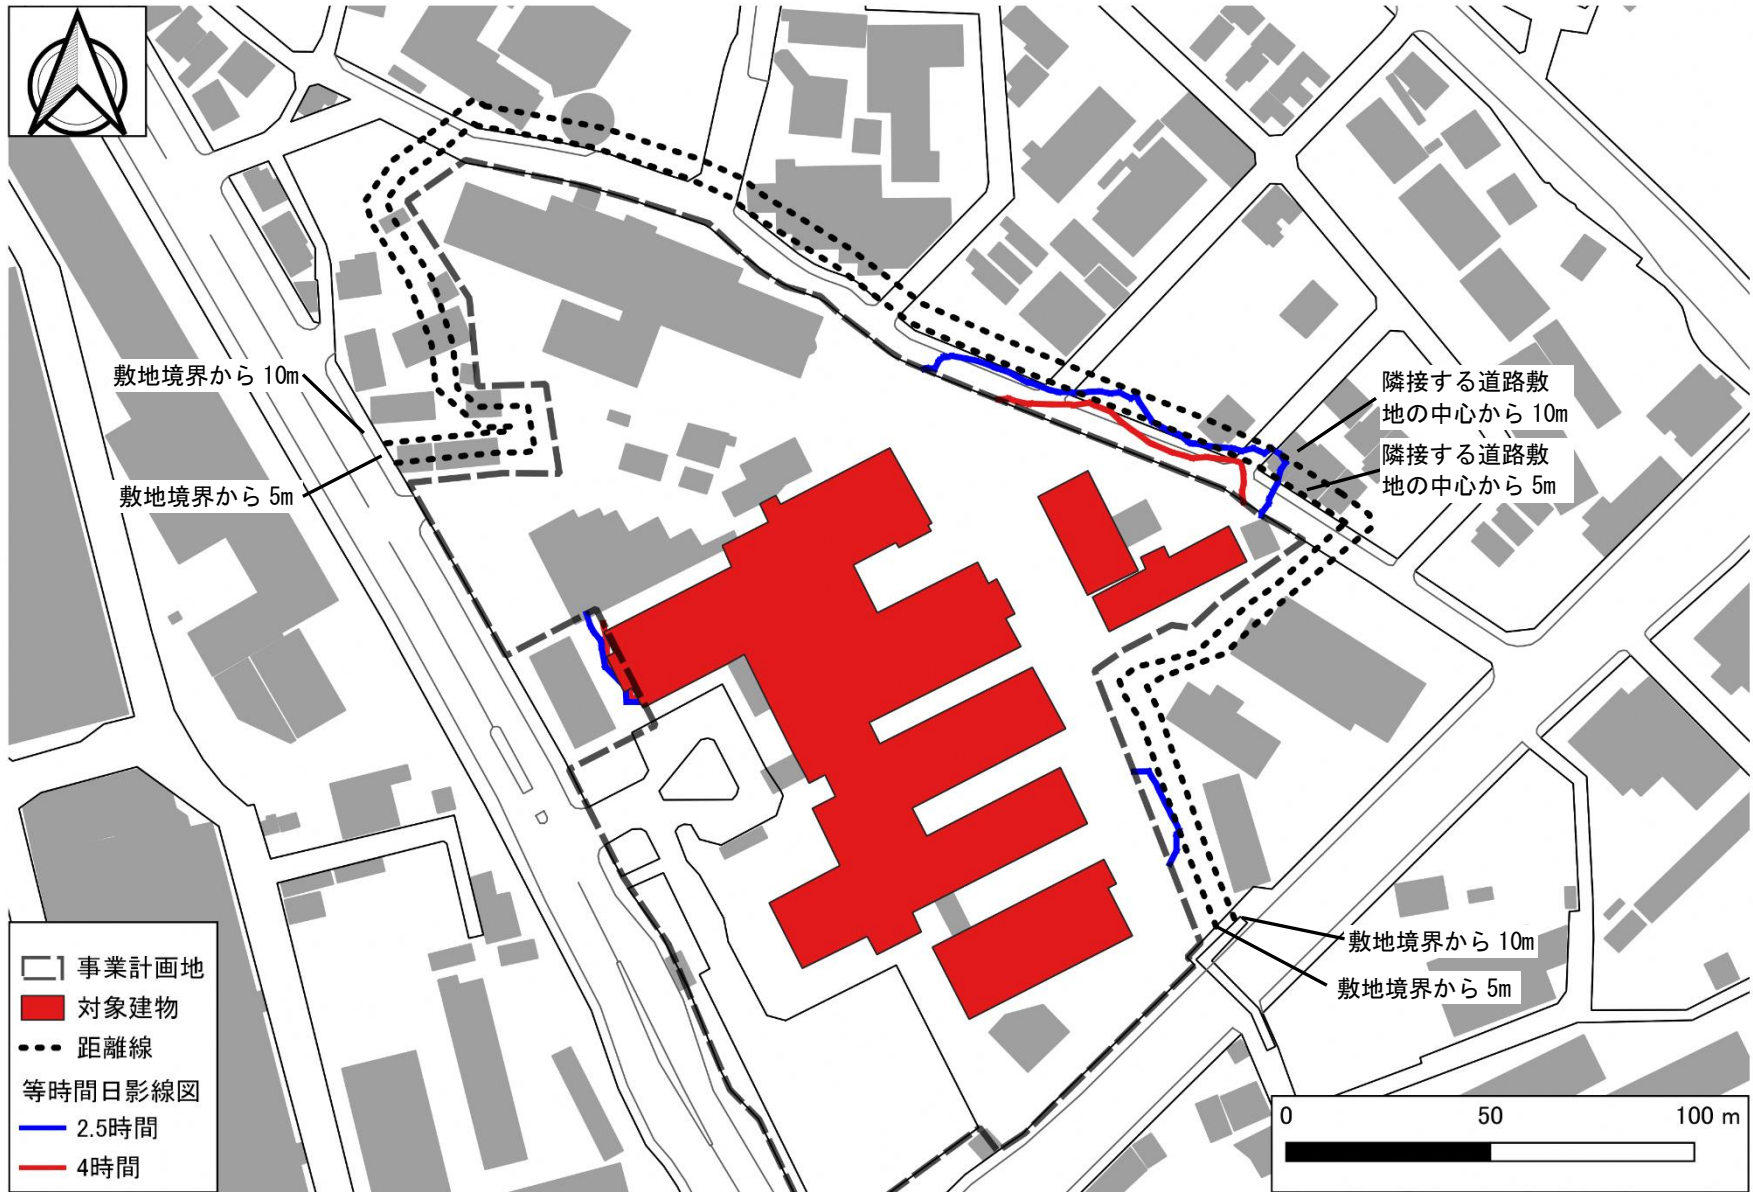 敷地境界から 10m
敷地境界から 5m
隣接する道路敷
地の中心から 10m
隣接する道路敷
地の中心から 5m
敷地境界から 10m
敷地境界から 5m
事業計画地
対象建物
距離線
等時間日影線図
2.5時間
4時間
0 50 100 m